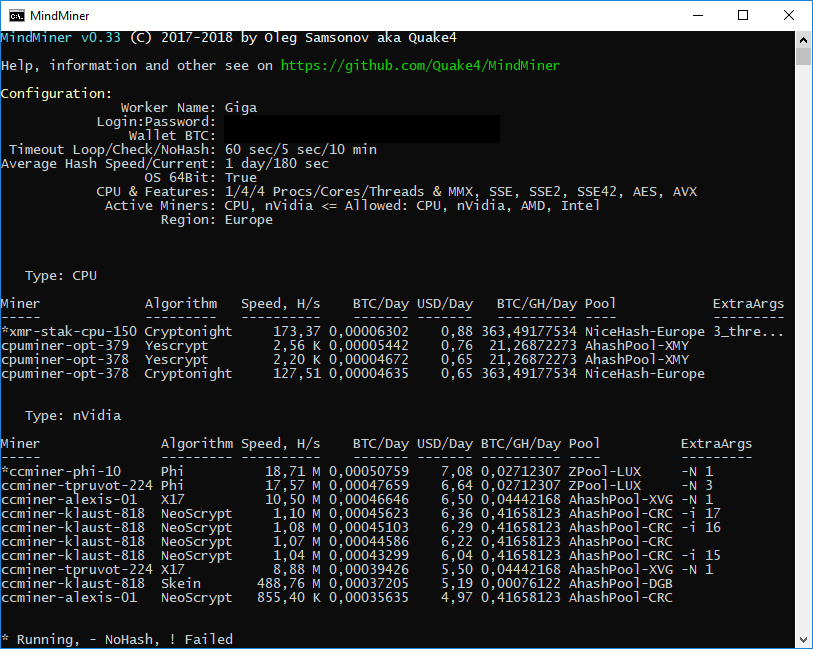 MindMiner
MindMiner v0.33 (C) 2017-2018 by Oleg Samsonov aka Quake4
Help, information and other see on https://github.com/Quake4/MindMiner
Configuration:
Worker Name: Giga
Login:Password:
Wallet BTC:
Timeout Loop/Check/NoHash: 60 sec/5 sec/10 min
Average Hash Speed/Current: 1 day/180 sec
OS 64Bit: True
CPU & Features: 1/4/4 Procs/Cores/Threads & MMX, SSE, SSE2, SSE42, AES, AVX
Active Miners: CPU, nVidia <= Allowed: CPU, nVidia, AMD, Intel
Region: Europe
Type: CPU
Miner Algorithm Speed, H/s BTC/Day USD/Day BTC/GH/Day Pool ExtraArgs
----- --------- ---------- ------- ------- ---------- ---- ---------
*xmr-stak-cpu-150 Cryptonight 173,37 0,00006302 0,88 363,49177534 NiceHash-Europe 3_thre...
cpuminer-opt-379 Yescrypt 2,56 K 0,00005442 0,76 21,26872273 AhashPool-XMY
cpuminer-opt-378 Yescrypt 2,20 K 0,00004672 0,65 21,26872273 AhashPool-XMY
cpuminer-opt-378 Cryptonight 127,51 0,00004635 0,65 363,49177534 NiceHash-Europe
Type: nVidia
Miner Algorithm Speed, H/s BTC/Day USD/Day BTC/GH/Day Pool ExtraArgs
----- --------- ---------- ------- ------- ---------- ---- ---------
*ccminer-phi-10 Phi 18,71 M 0,00050759 7,08 0,02712307 ZPool-LUX -N 1
ccminer-tpruvot-224 Phi 17,57 M 0,00047659 6,64 0,02712307 ZPool-LUX -N 3
ccminer-alexis-01 X17 10,50 M 0,00046646 6,50 0,04442168 AhashPool-XVG -N 1
ccminer-klaust-818 NeoScrypt 1,10 M 0,00045623 6,36 0,41658123 AhashPool-CRC -i 17
ccminer-klaust-818 NeoScrypt 1,08 M 0,00045103 6,29 0,41658123 AhashPool-CRC -i 16
ccminer-klaust-818 NeoScrypt 1,07 M 0,00044586 6,22 0,41658123 AhashPool-CRC
ccminer-klaust-818 NeoScrypt 1,04 M 0,00043299 6,04 0,41658123 AhashPool-CRC -i 15
ccminer-tpruvot-224 X17 8,88 M 0,00039426 5,50 0,04442168 AhashPool-XVG -N 1
ccminer-klaust-818 Skein 488,76 M 0,00037205 5,19 0,00076122 AhashPool-DGB
ccminer-alexis-01 NeoScrypt 855,40 K 0,00035635 4,97 0,41658123 AhashPool-CRC
* Running, - NoHash, ! Failed